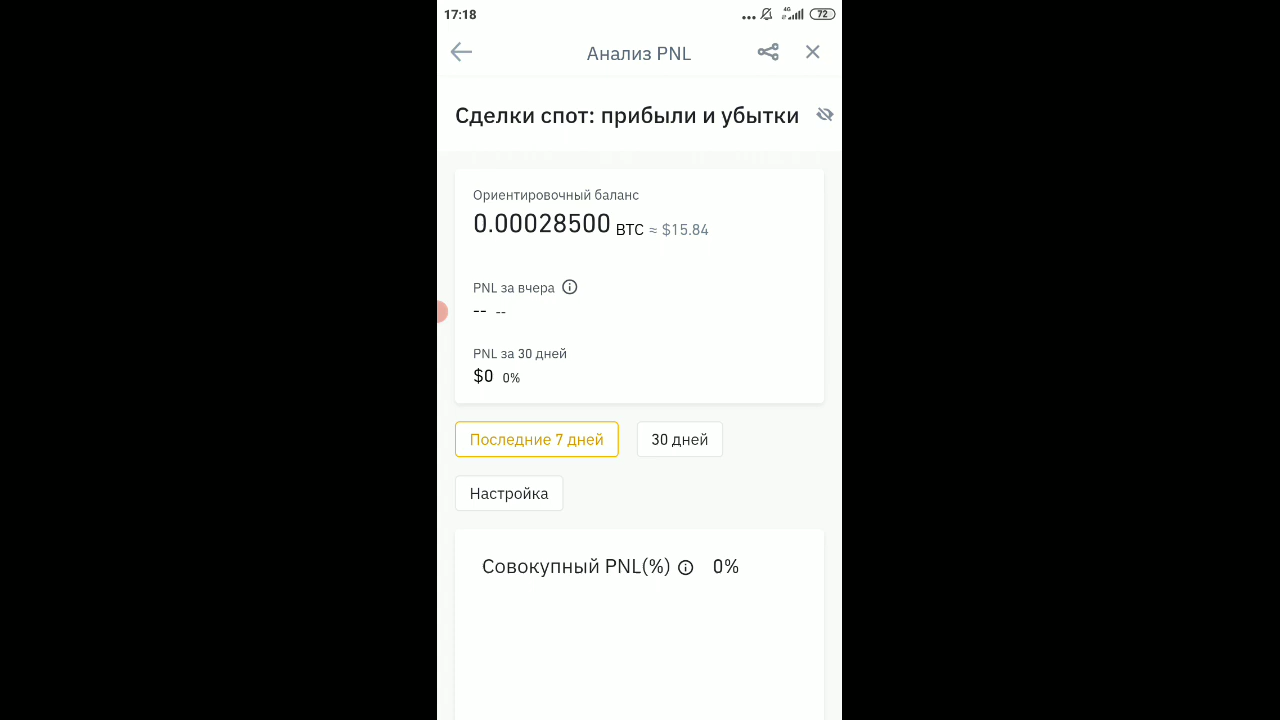 17:18
4G
72
Анализ PNL
Сделки спот: прибыли и убытки
Ориентировочный баланс
0.00028500 BTC ≈ $15.84
PNL за вчера
-- --
PNL за 30 дней
$0 0%
Последние 7 дней 30 дней
Настройка
Совокупный PNL(%) 0%